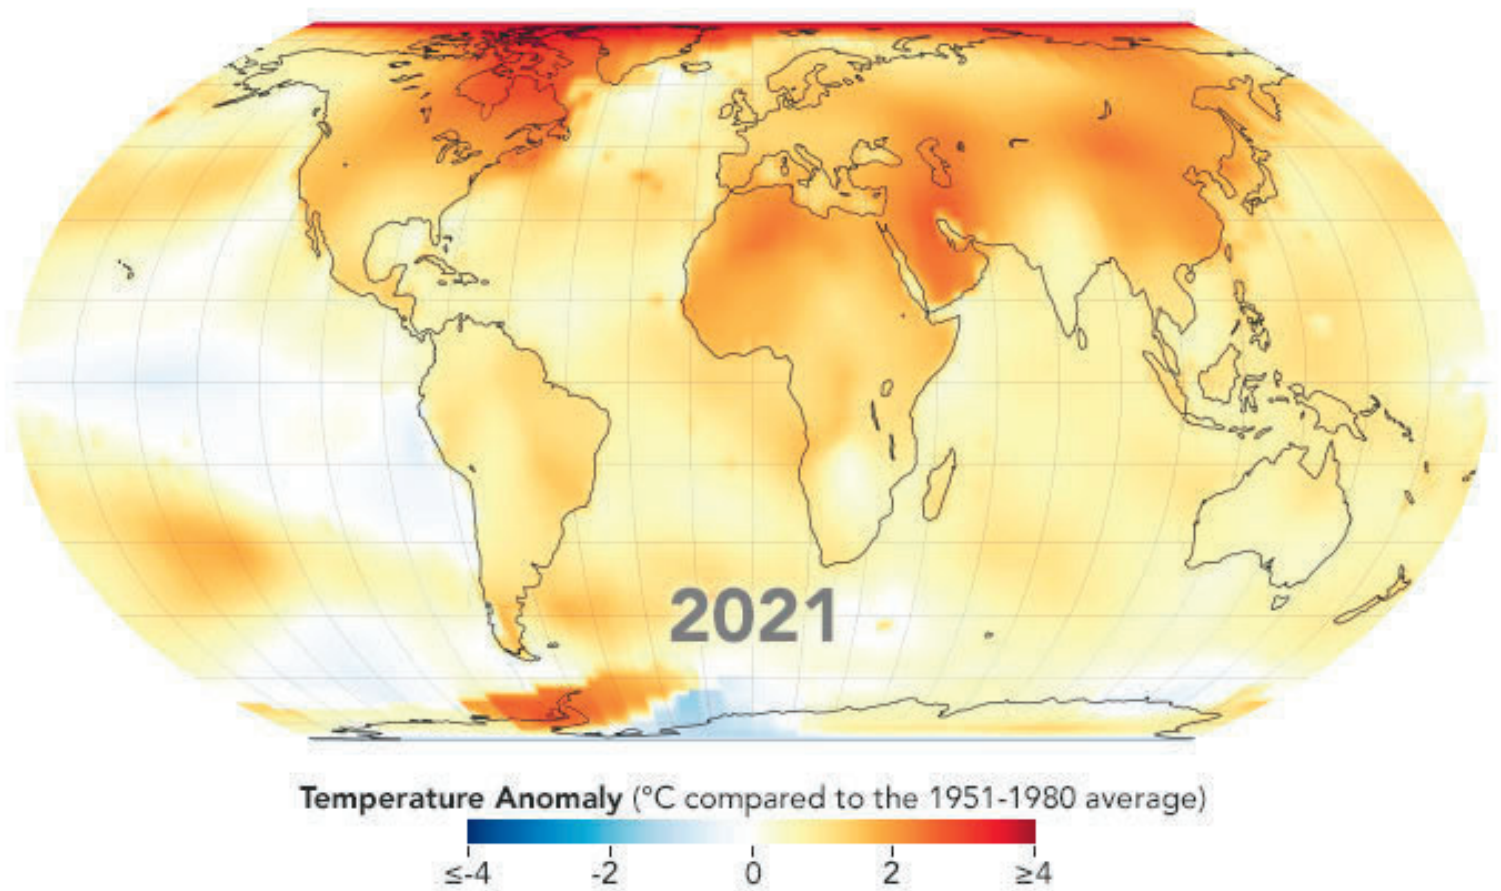 2021
Temperature Anomaly (°C compared to the 1951-1980 average)
≤-4 -2 0 2 ≥4